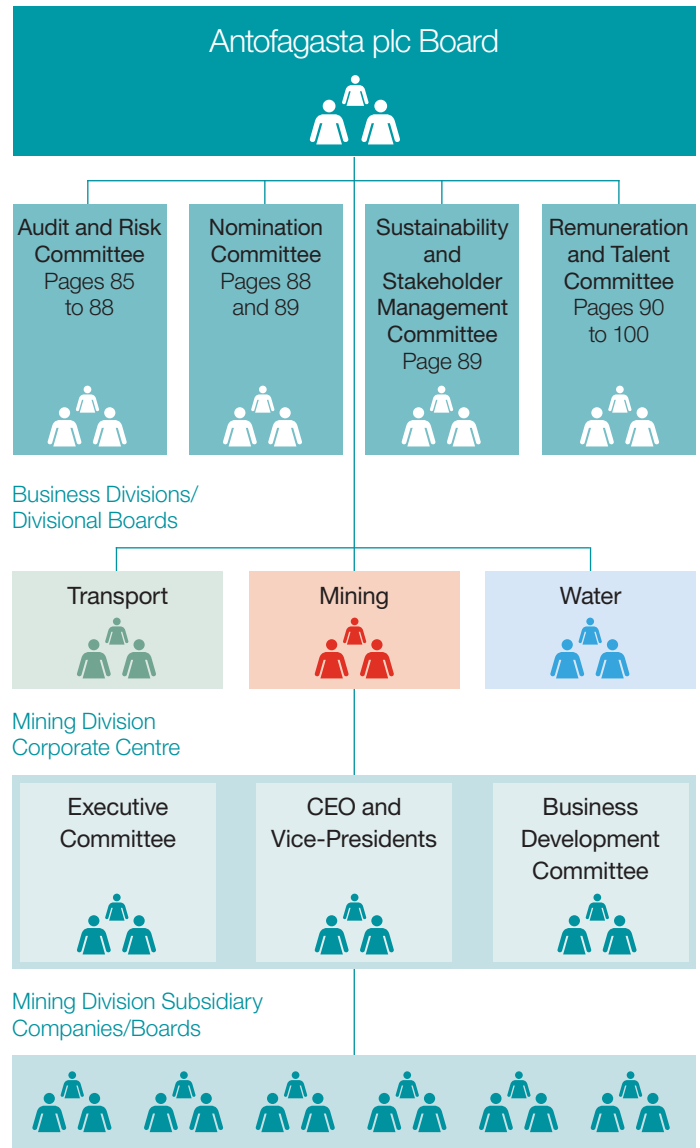 Antofagasta plc Board
Audit and Risk
Committee
Pages 85
to 88
Nomination
Committee
Pages 88
and 89
Sustainability
and
Stakeholder
Management
Committee
Page 89
Remuneration
and Talent
Committee
Pages 90
to 100
Business Divisions/
Divisional Boards
Transport
Mining
Water
Mining Division
Corporate Centre
Executive
Committee
CEO and
Vice-Presidents
Business
Development
Committee
Mining Division Subsidiary
Companies/Boards